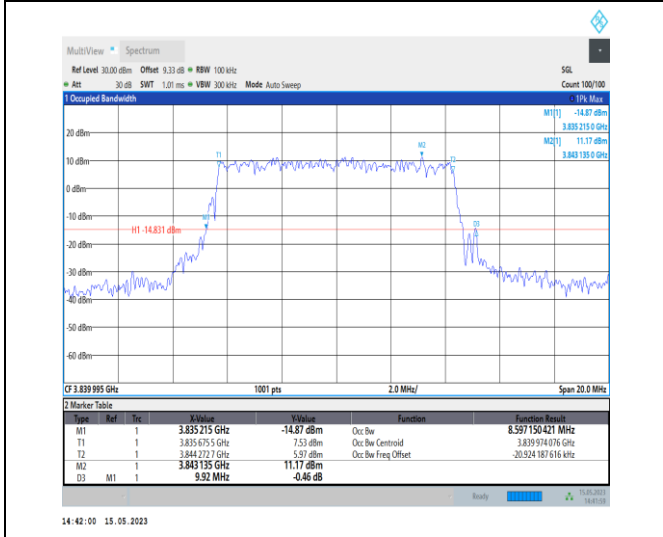 MultiView Spectrum
Ref Level 30.00 dBm Offset 9.33 dB RBW 100 kHz SGL
Att 30 dB SWT 1.01 ms VBW 300 kHz Mode Auto Sweep Count 100/100
1 Occupied Bandwidth 1Pk Max
M1[1] -14.87 dBm
3.835 215 0 GHz
M2[1] 11.17 dBm
3.843 135 0 GHz
20 dBm
M2
T1 T2
10 dBm
0 dBm
-10 dBm
M1
D3
H1 -14.831 dBm
-20 dBm
-30 dBm
-40 dBm
-50 dBm
-60 dBm
CF 3.839 995 GHz 1001 pts 2.0 MHz/ Span 20.0 MHz
2 Marker Table
Type Ref Trc X-Value Y-Value Function Function Result
M1 1 3.835 215 GHz -14.87 dBm Occ Bw 8.597 150 421 MHz
T1 1 3.835 675 5 GHz 7.53 dBm Occ Bw Centroid 3.839 974 076 GHz
T2 1 3.844 272 7 GHz 5.97 dBm Occ Bw Freq Offset -20.924 187 616 kHz
M2 1 3.843 135 GHz 11.17 dBm
D3 M1 1 9.92 MHz -0.46 dB
Ready 15.05.2023
14:41:59
14:42:00 15.05.2023